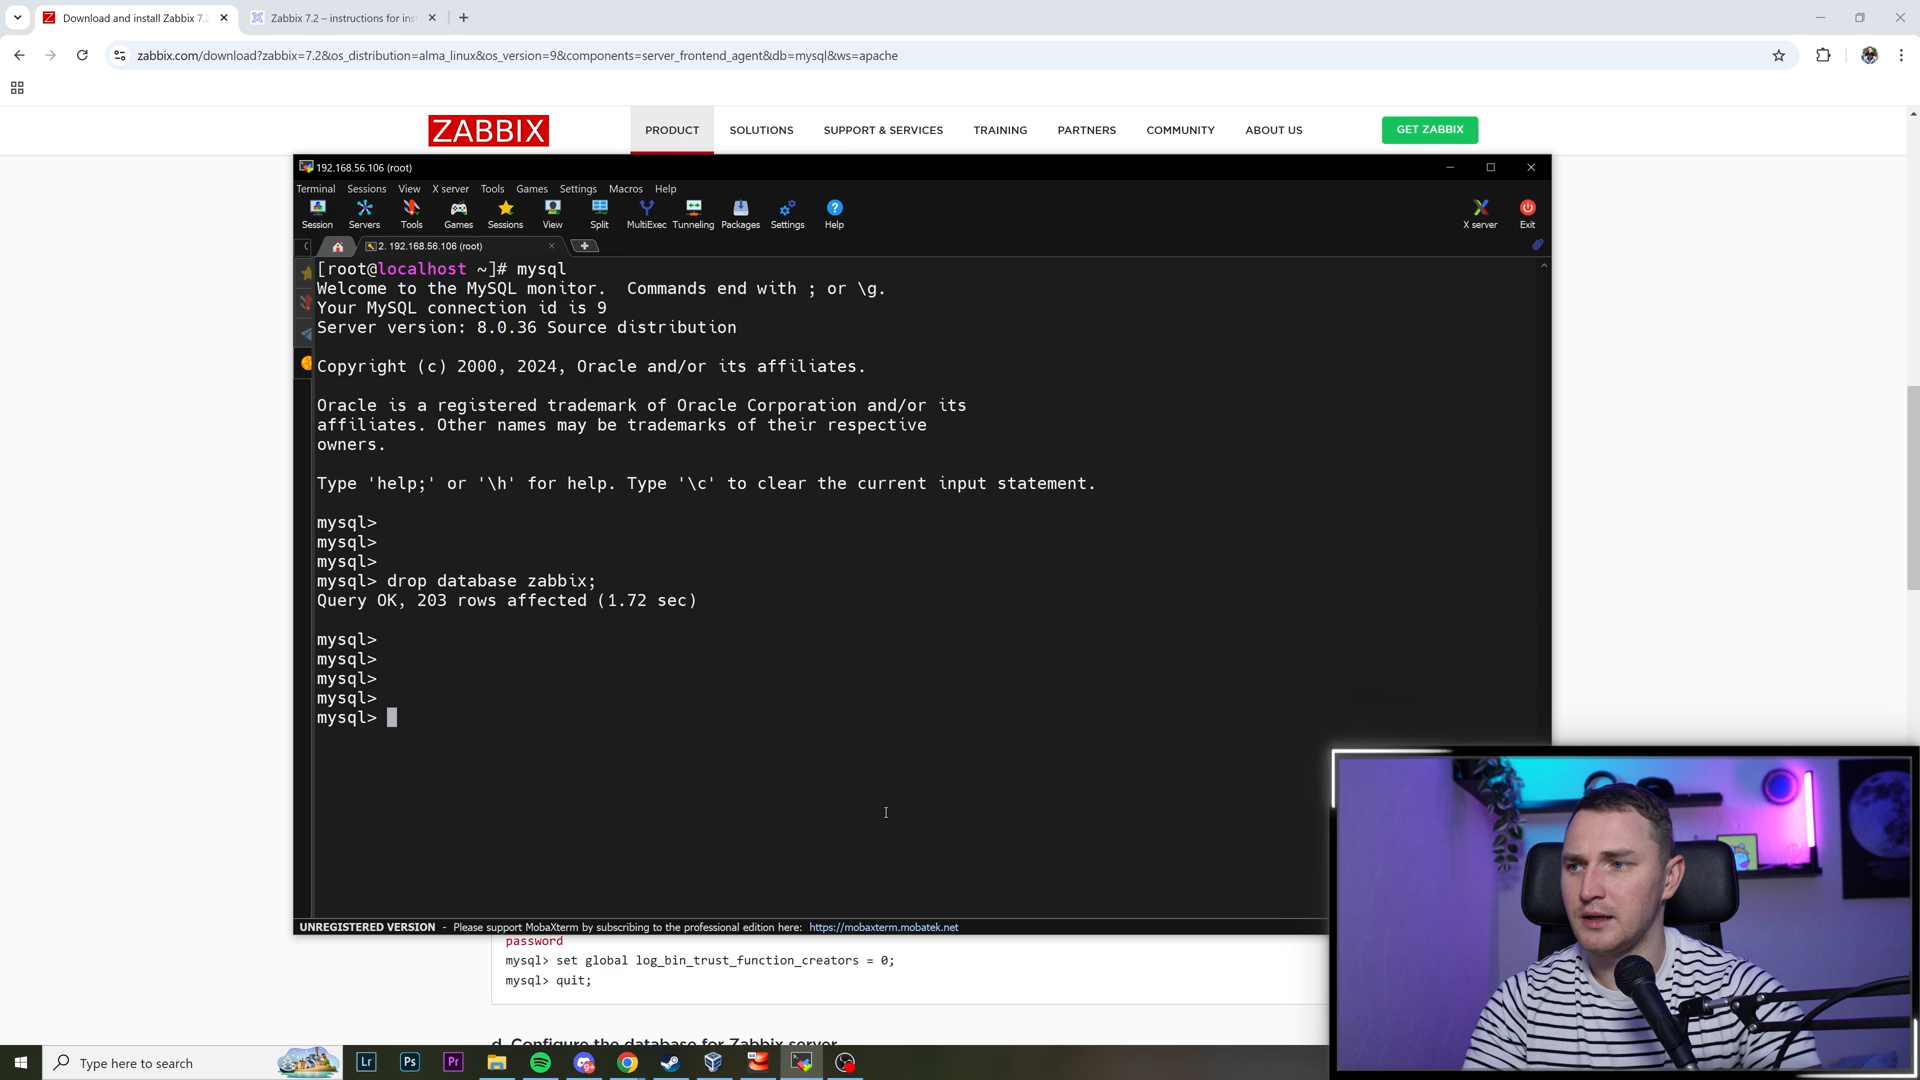 Download and install Zabbix 7.
Zabbix 7.2 – instructions for ins
zabbix.com/download?zabbix=7.2&os_distribution=alma_linux&os_version=9&components=server_frontend_agent&db=mysql&ws=apache
ZABBIX
PRODUCT
SOLUTIONS
SUPPORT & SERVICES
TRAINING
PARTNERS
COMMUNITY
ABOUT US
GET ZABBIX
192.168.56.106 (root)
Terminal Sessions View X server Tools Games Settings Macros Help
Session Servers Tools Games Sessions View Split MultiExec Tunneling Packages Settings Help
X server Exit
2. 192.168.56.106 (root)
[root@localhost ~]# mysql
Welcome to the MySQL monitor.  Commands end with ; or \g.
Your MySQL connection id is 9
Server version: 8.0.36 Source distribution
Copyright (c) 2000, 2024, Oracle and/or its affiliates.
Oracle is a registered trademark of Oracle Corporation and/or its
affiliates. Other names may be trademarks of their respective
owners.
Type 'help;' or '\h' for help. Type '\c' to clear the current input statement.
mysql>
mysql>
mysql>
mysql> drop database zabbix;
Query OK, 203 rows affected (1.72 sec)
mysql>
mysql>
mysql>
mysql>
mysql>
UNREGISTERED VERSION - Please support MobaXterm by subscribing to the professional edition here: https://mobaxterm.mobatek.net
password
mysql> set global log_bin_trust_function_creators = 0;
mysql> quit;
d. Configure the database for Zabbix server
Type here to search
Lr
Ps
Pr